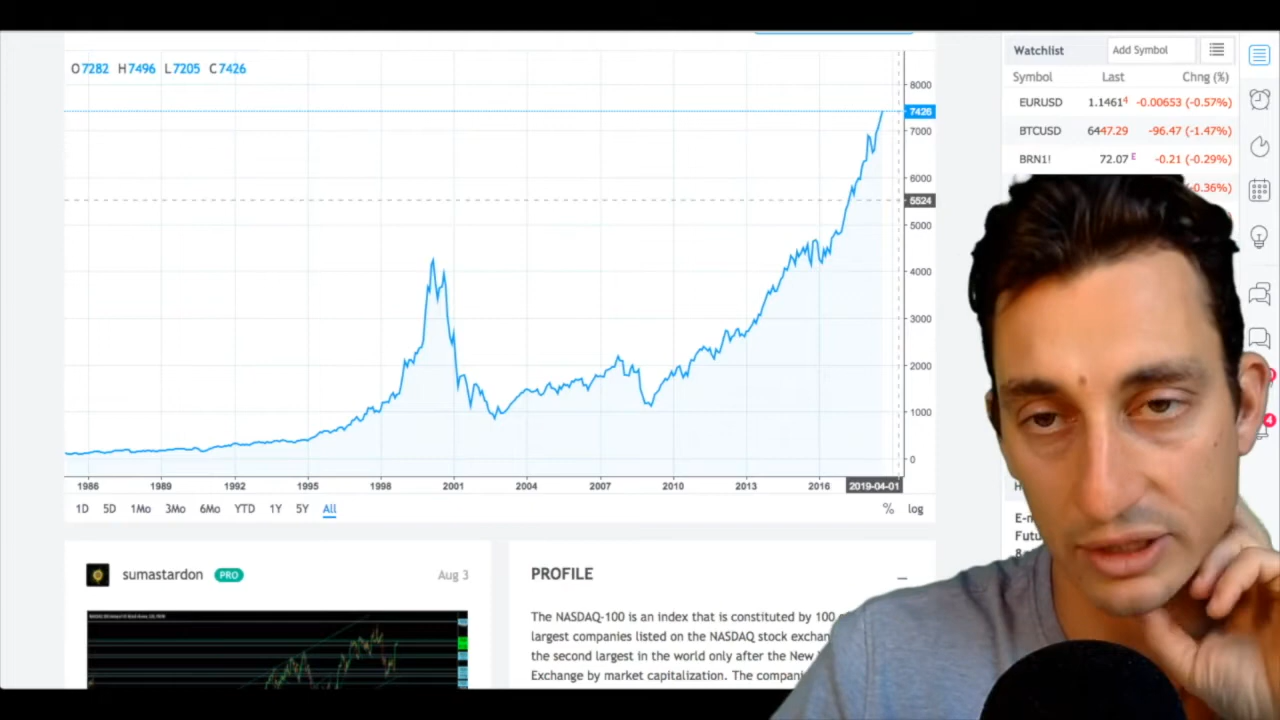 O7282 H7496 L7205 C7426
8000
7426
7000
6000
5524
5000
4000
3000
2000
1000
0
1986 1989 1992 1995 1998 2001 2004 2007 2010 2013 2016 2019-04-01
1D 5D 1Mo 3Mo 6Mo YTD 1Y 5Y All % log
sumastardon PRO Aug 3
PROFILE
The NASDAQ-100 is an index that is constituted by 100
largest companies listed on the NASDAQ stock exchan
the second largest in the world only after the New
Exchange by market capitalization. The compani
Watchlist Add Symbol
Symbol Last Chng (%)
EURUSD 1.1461⁴ -0.00653 (-0.57%)
BTCUSD 6447.29 -96.47 (-1.47%)
BRN1! 72.07 E -0.21 (-0.29%)
-0.36%)
E-m
Futu
4